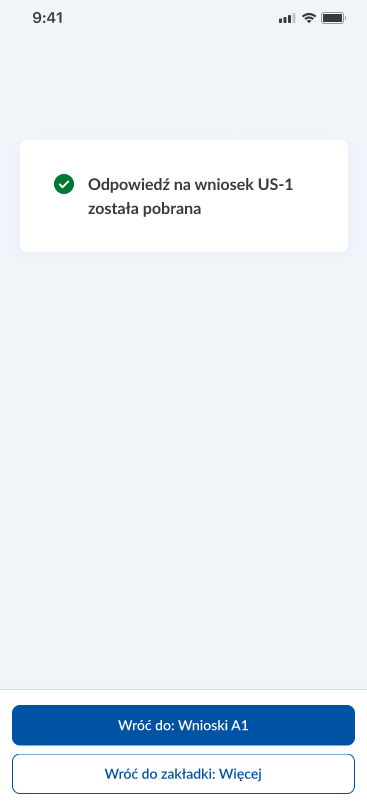 9:41
Odpowiedź na wniosek US-1
została pobrana
Wróć do: Wnioski A1
Wróć do zakładki: Więcej